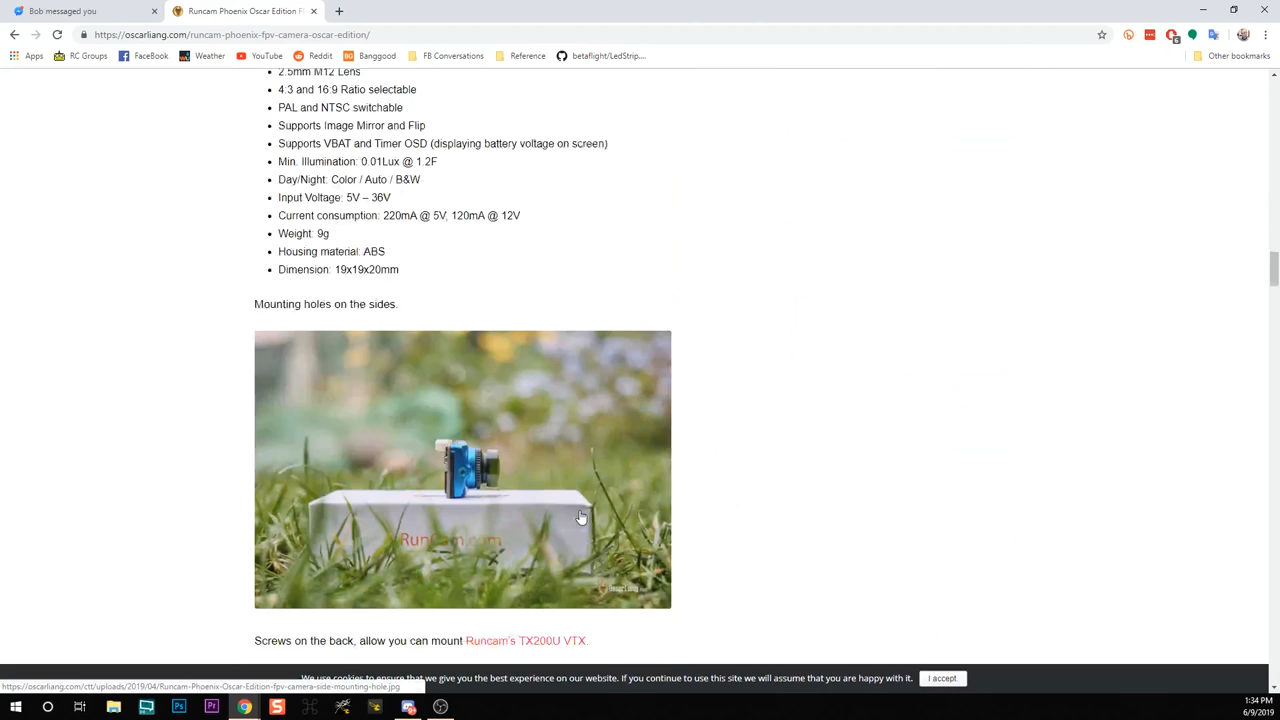 Bob messaged you
Runcam Phoenix Oscar Edition F
https://oscarliang.com/runcam-phoenix-fpv-camera-oscar-edition/
Apps
RC Groups
FaceBook
Weather
YouTube
Reddit
Banggood
FB Conversations
Reference
betaflight/LedStrip....
Other bookmarks
2.5mm M12 Lens
4:3 and 16:9 Ratio selectable
PAL and NTSC switchable
Supports Image Mirror and Flip
Supports VBAT and Timer OSD (displaying battery voltage on screen)
Min. Illumination: 0.01Lux @ 1.2F
Day/Night: Color / Auto / B&W
Input Voltage: 5V – 36V
Current consumption: 220mA @ 5V, 120mA @ 12V
Weight: 9g
Housing material: ABS
Dimension: 19x19x20mm
Mounting holes on the sides.
RunCam.com
OscarLiang
Screws on the back, allow you can mount Runcam's TX200U VTX.
We use cookies to ensure that we give you the best experience on our website. If you continue to use this site we will assume that you are happy with it.
I accept
https://oscarliang.com/ctt/uploads/2019/04/Runcam-Phoenix-Oscar-Edition-fpv-camera-side-mounting-hole.jpg
1:34 PM
6/9/2019